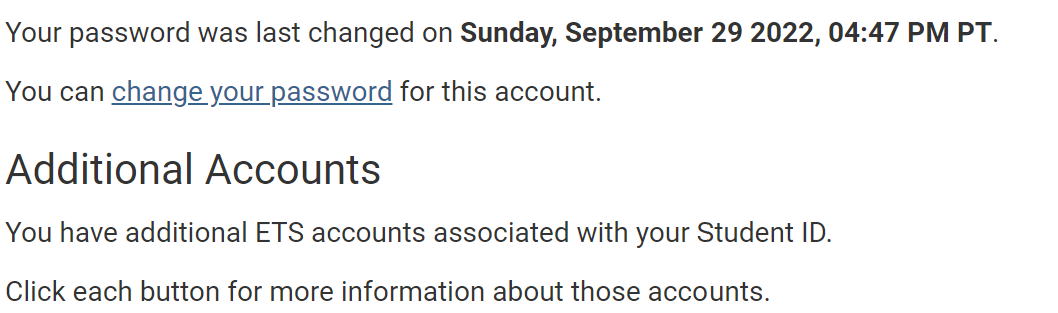 Your password was last changed on Sunday, September 29 2022, 04:47 PM PT.
You can change your password for this account.
Additional Accounts
You have additional ETS accounts associated with your Student ID.
Click each button for more information about those accounts.